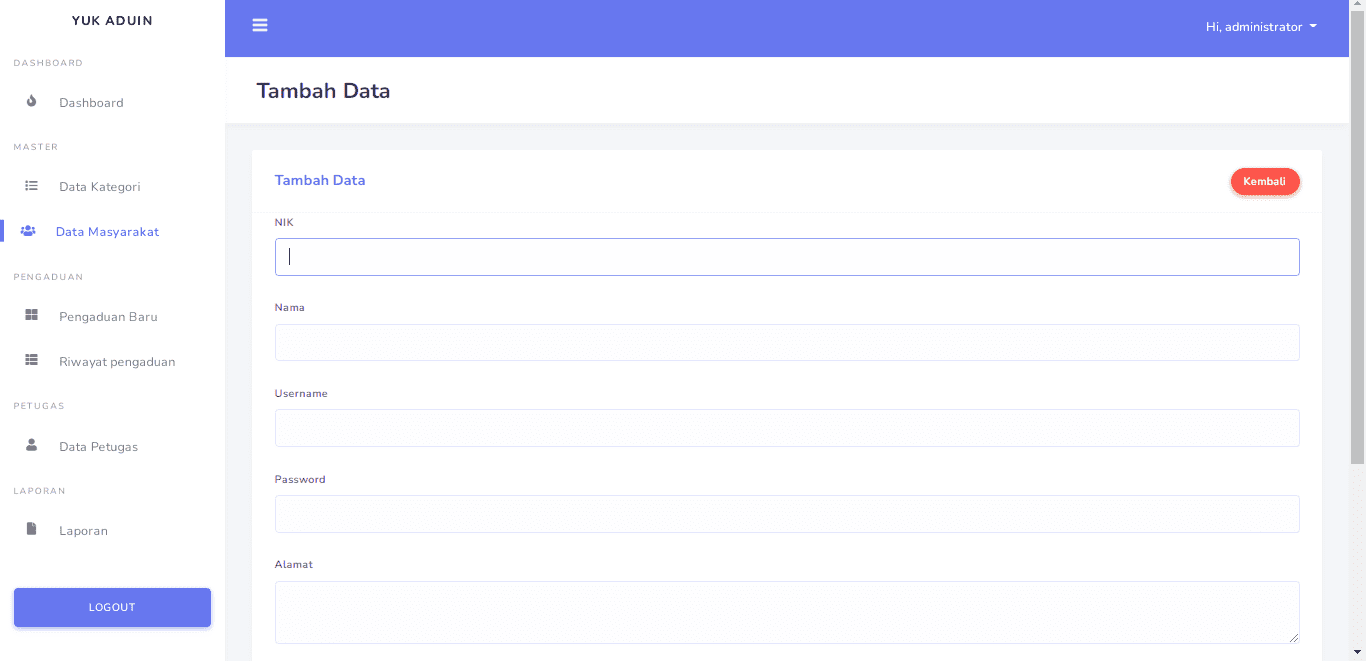 YUK ADUIN
DASHBOARD
Dashboard
MASTER
Data Kategori
Data Masyarakat
PENGADUAN
Pengaduan Baru
Riwayat pengaduan
PETUGAS
Data Petugas
LAPORAN
Laporan
LOGOUT
Hi, administrator
Tambah Data
Tambah Data
Kembali
NIK
Nama
Username
Password
Alamat